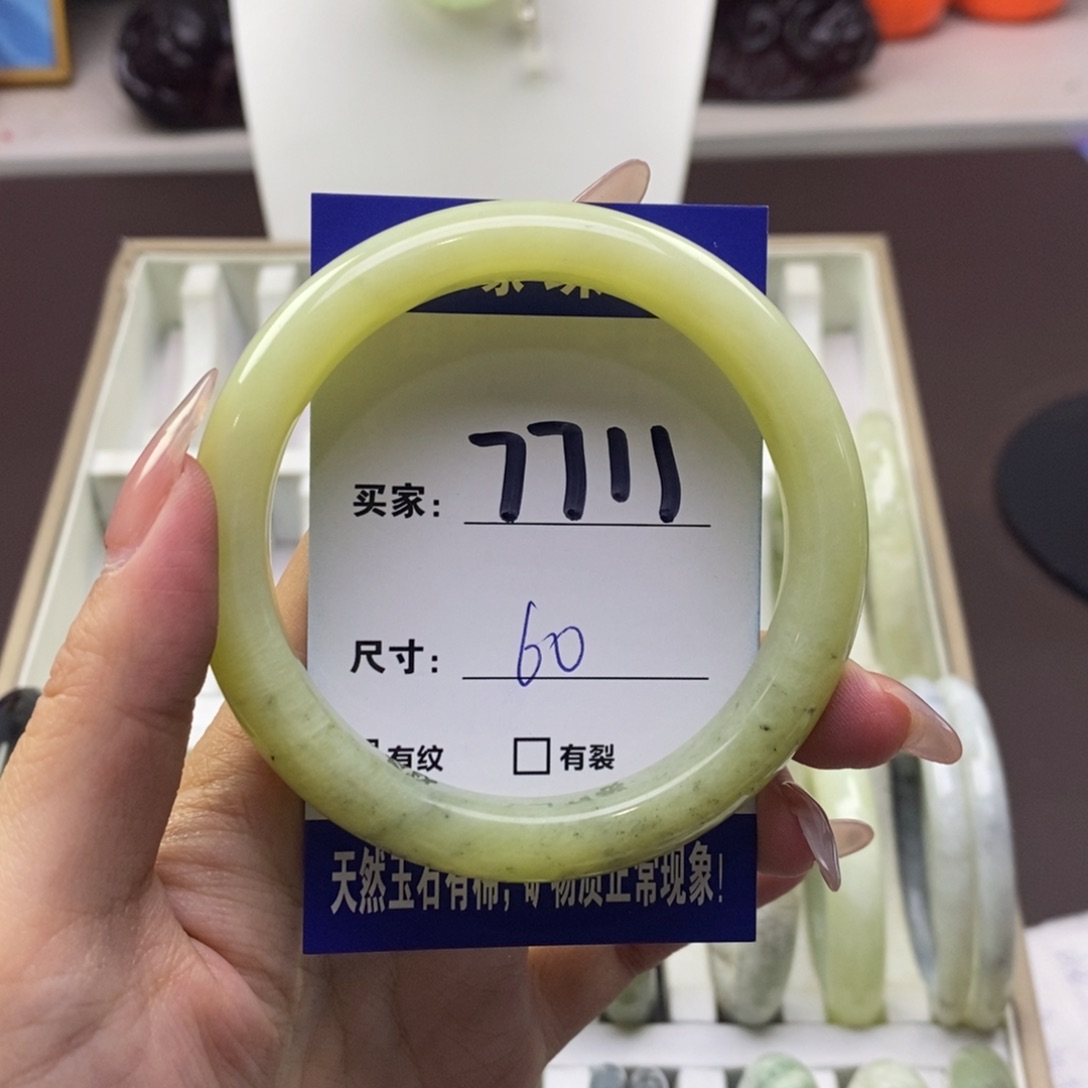 买家： 7711
尺寸： 60
有纹 □ 有裂
天然玉石有棉，矿物质正常现象！